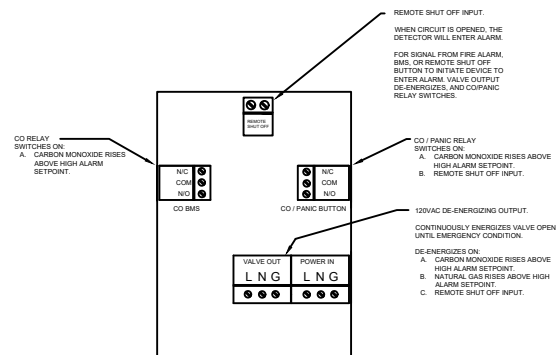 REMOTE SHUT OFF INPUT.
WHEN CIRCUIT IS OPENED, THE
DETECTOR WILL ENTER ALARM.
FOR SIGNAL FROM FIRE ALARM,
BMS, OR REMOTE SHUT OFF
BUTTON TO INITIATE DEVICE TO
ENTER ALARM. VALVE OUTPUT
DE-ENERGIZES, AND CO/PANIC
RELAY SWITCHES.
REMOTE
SHUT OFF
CO RELAY
SWITCHES ON:
A. CARBON MONOXIDE RISES
ABOVE HIGH ALARM
SETPOINT.
N/C
COM
N/O
CO BMS
N/C
COM
N/O
CO / PANIC BUTTON
CO / PANIC RELAY
SWITCHES ON:
A. CARBON MONOXIDE RISES ABOVE
HIGH ALARM SETPOINT.
B. REMOTE SHUT OFF INPUT.
120VAC DE-ENERGIZING OUTPUT.
CONTINUOUSLY ENERGIZES VALVE OPEN
UNTIL EMERGENCY CONDITION.
DE-ENERGIZES ON:
A. CARBON MONOXIDE RISES ABOVE
HIGH ALARM SETPOINT.
B. NATURAL GAS RISES ABOVE HIGH
ALARM SETPOINT.
C. REMOTE SHUT OFF INPUT.
VALVE OUT
L N G
POWER IN
L N G